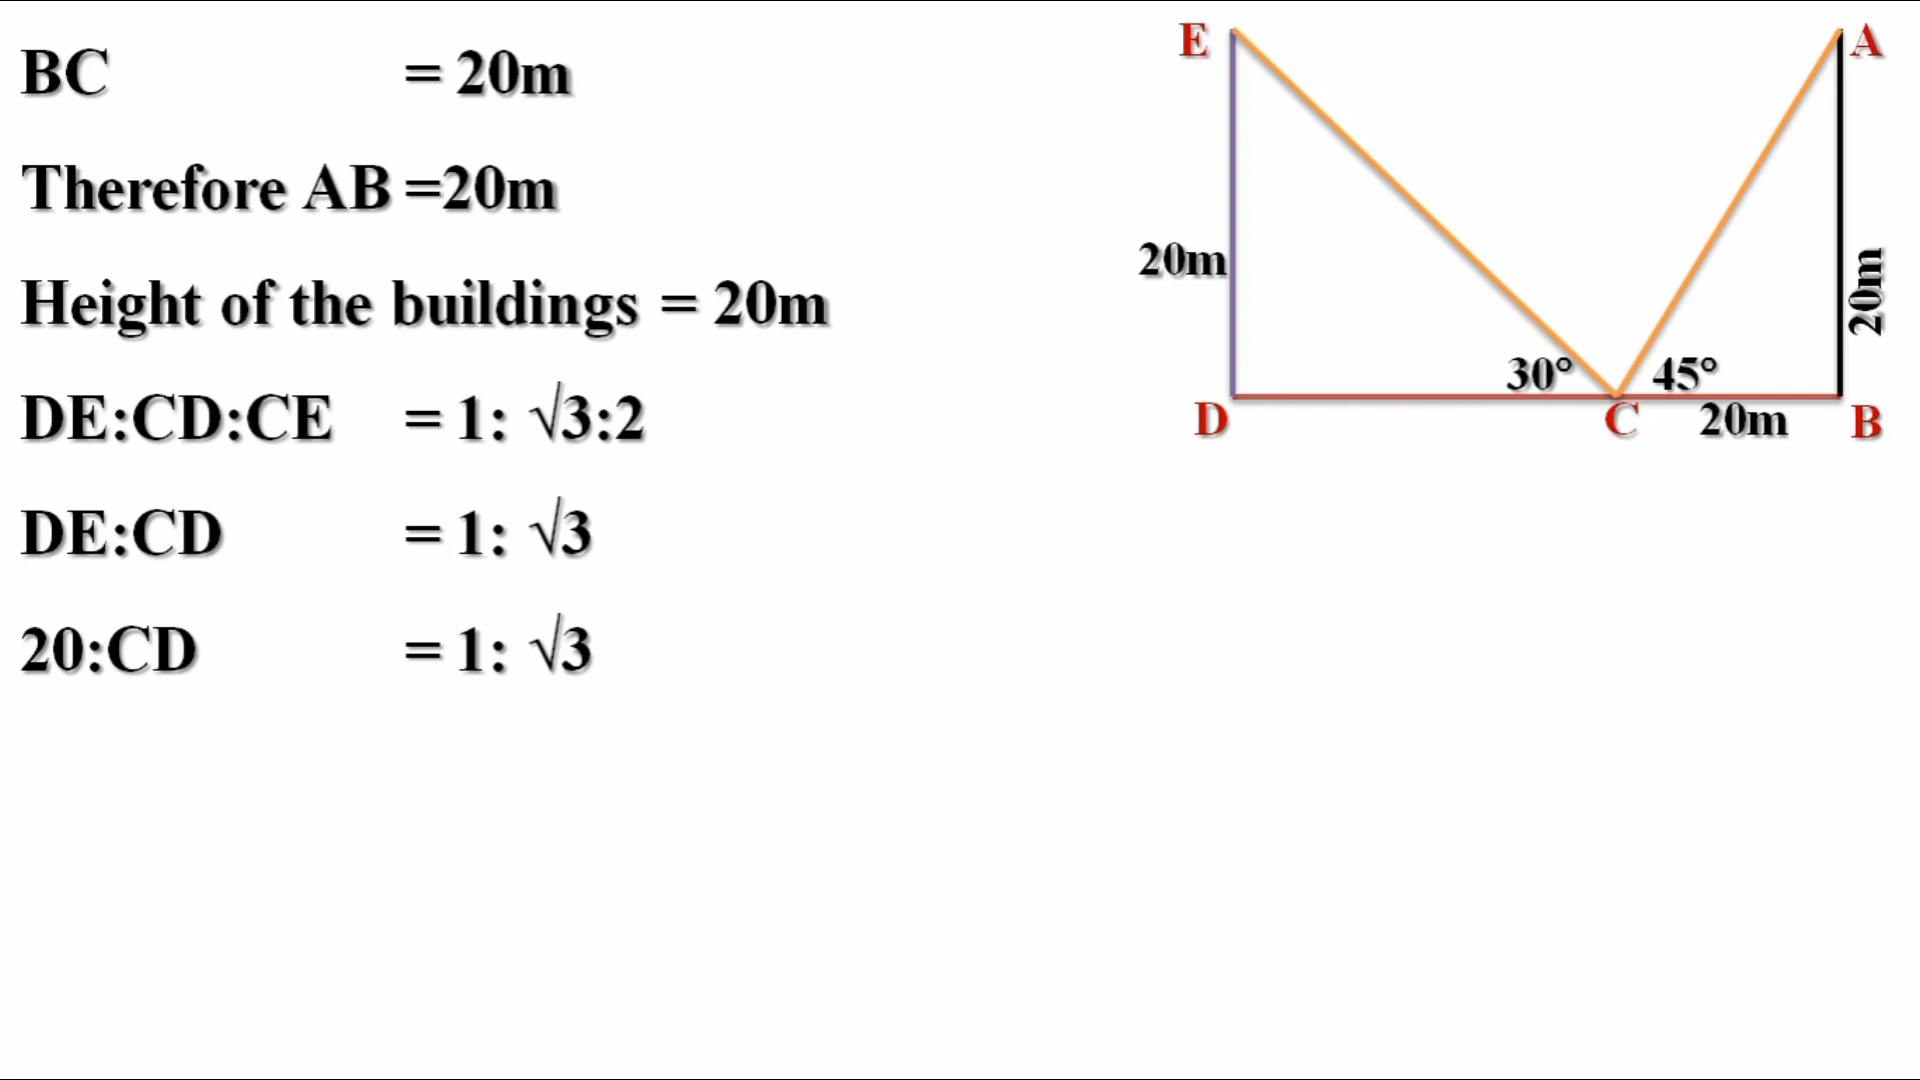 BC = 20m
Therefore AB =20m
Height of the buildings = 20m
DE:CD:CE = 1: √3:2
DE:CD = 1: √3
20:CD = 1: √3
E
A
20m
20m
30°
45°
D
C
20m
B